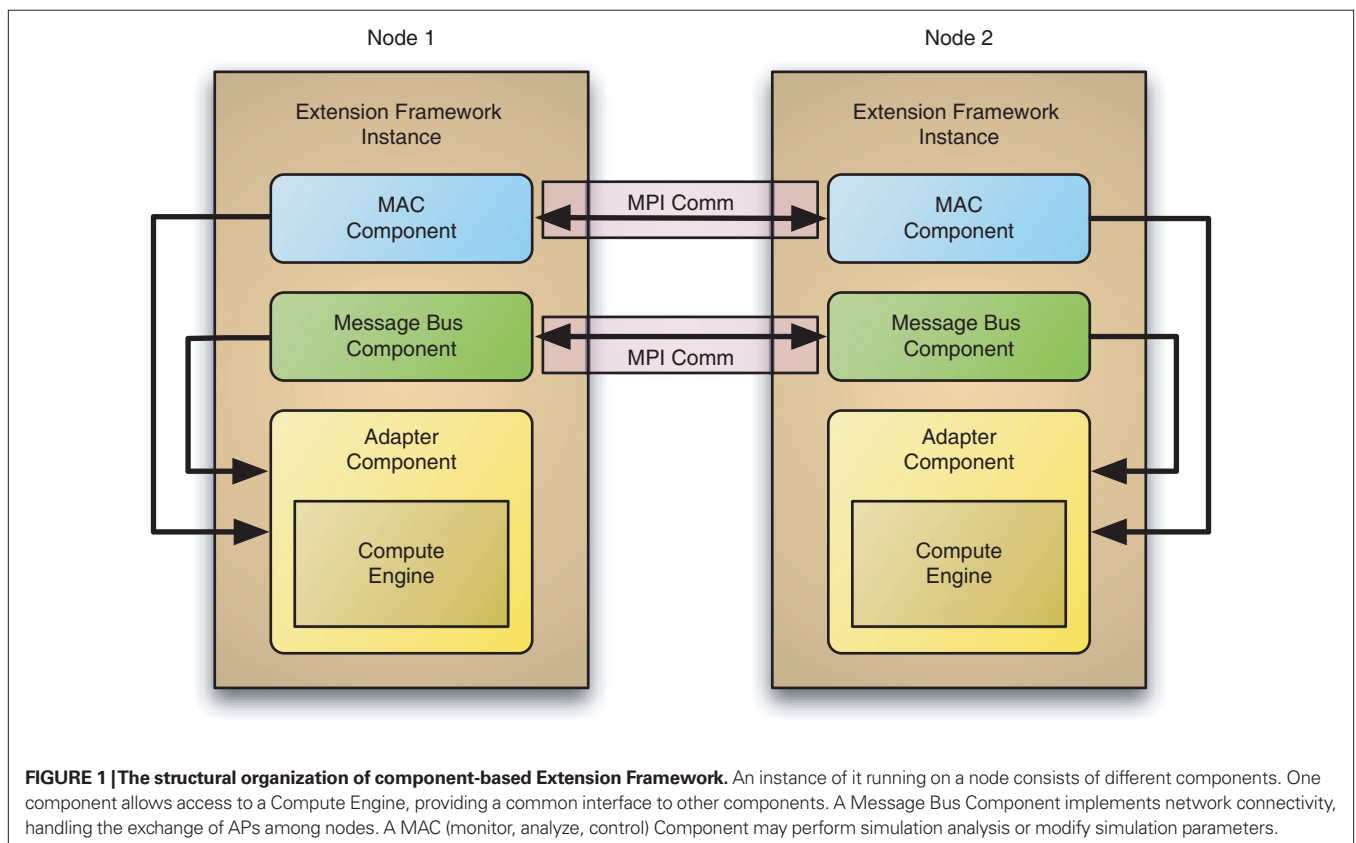 Node 1
Node 2
Extension Framework
Instance
Extension Framework
Instance
MAC
Component
MPI Comm
MAC
Component
Message Bus
Component
MPI Comm
Message Bus
Component
Adapter
Component
Adapter
Component
Compute
Engine
Compute
Engine
FIGURE 1 | The structural organization of component-based Extension Framework. An instance of it running on a node consists of different components. One
component allows access to a Compute Engine, providing a common interface to other components. A Message Bus Component implements network connectivity,
handling the exchange of APs among nodes. A MAC (monitor, analyze, control) Component may perform simulation analysis or modify simulation parameters.